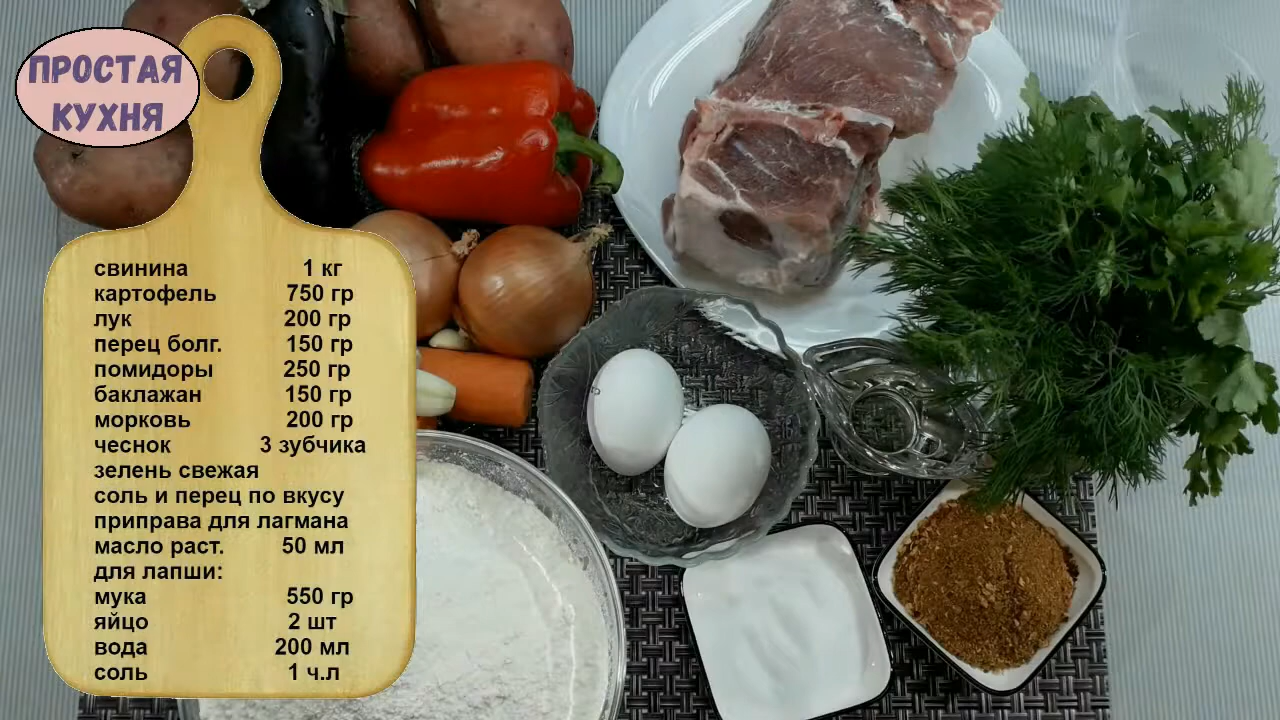 ПРОСТАЯ
КУХНЯ
свинина 1 кг
картофель 750 гр
лук 200 гр
перец болг. 150 гр
помидоры 250 гр
баклажан 150 гр
морковь 200 гр
чеснок 3 зубчика
зелень свежая
соль и перец по вкусу
приправа для лагмана
масло раст. 50 мл
для лапши:
мука 550 гр
яйцо 2 шт
вода 200 мл
соль 1 ч.л